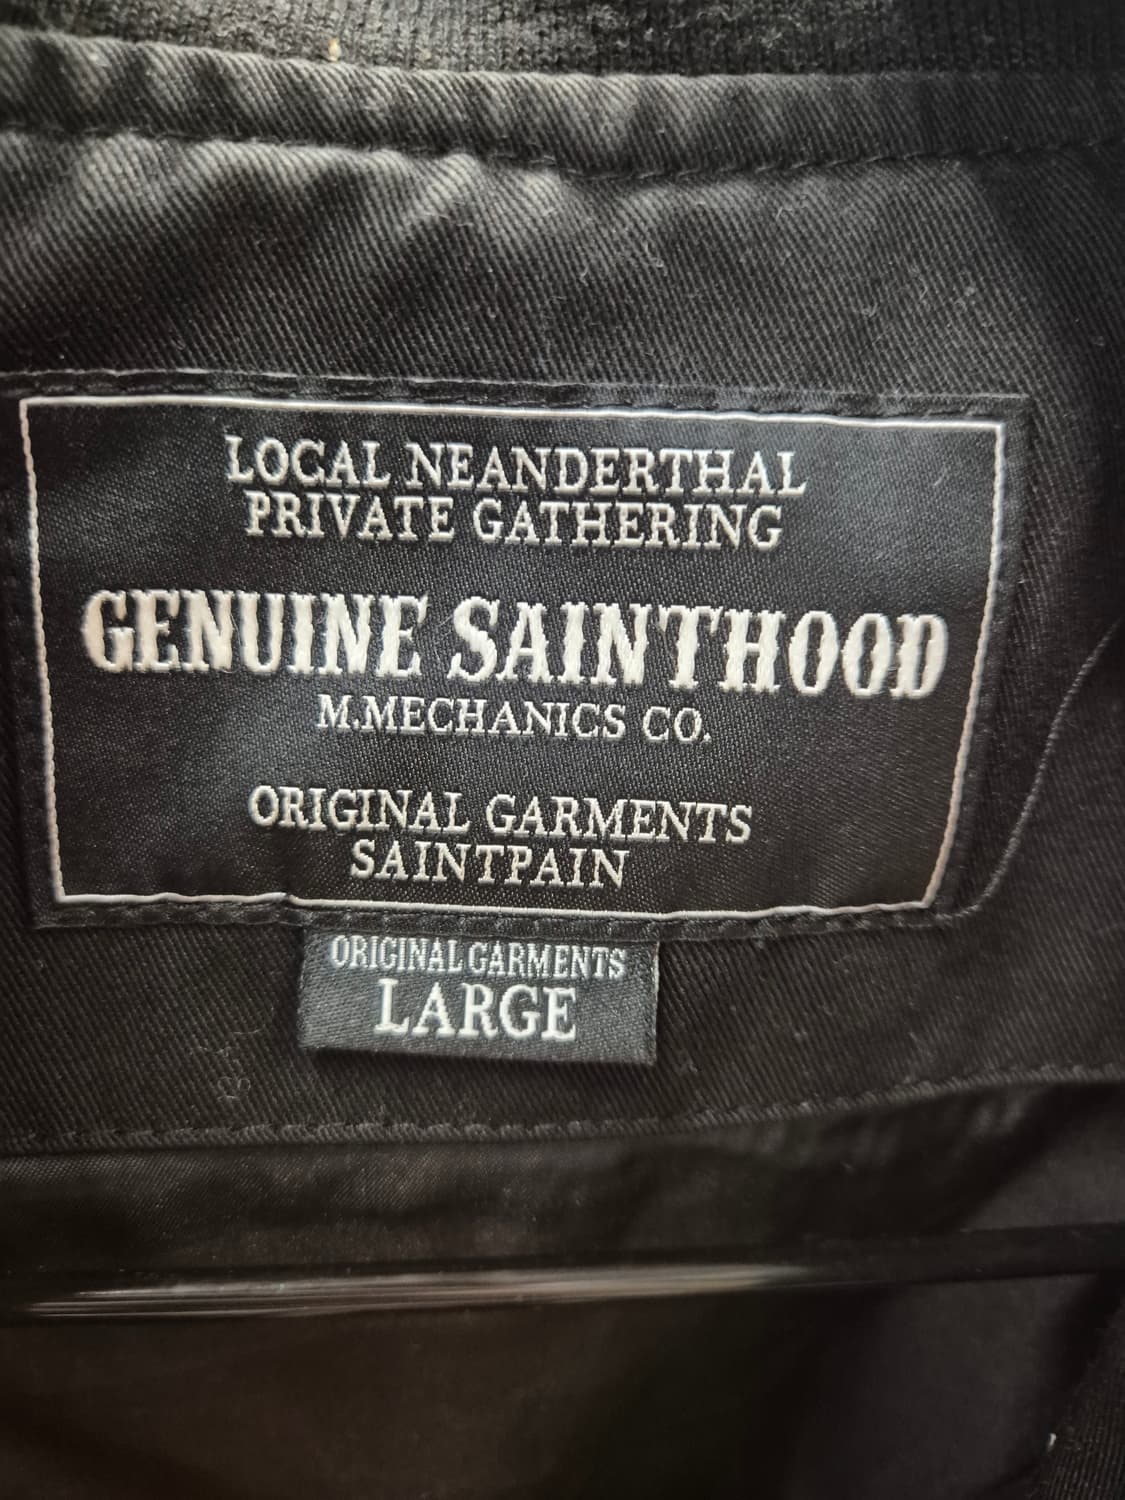 LOCAL NEANDERTHAL
PRIVATE GATHERING
GENUINE SAINTHOOD
M.MECHANICS CO.
ORIGINAL GARMENTS
SAINTPAIN
ORIGINAL GARMENTS
LARGE